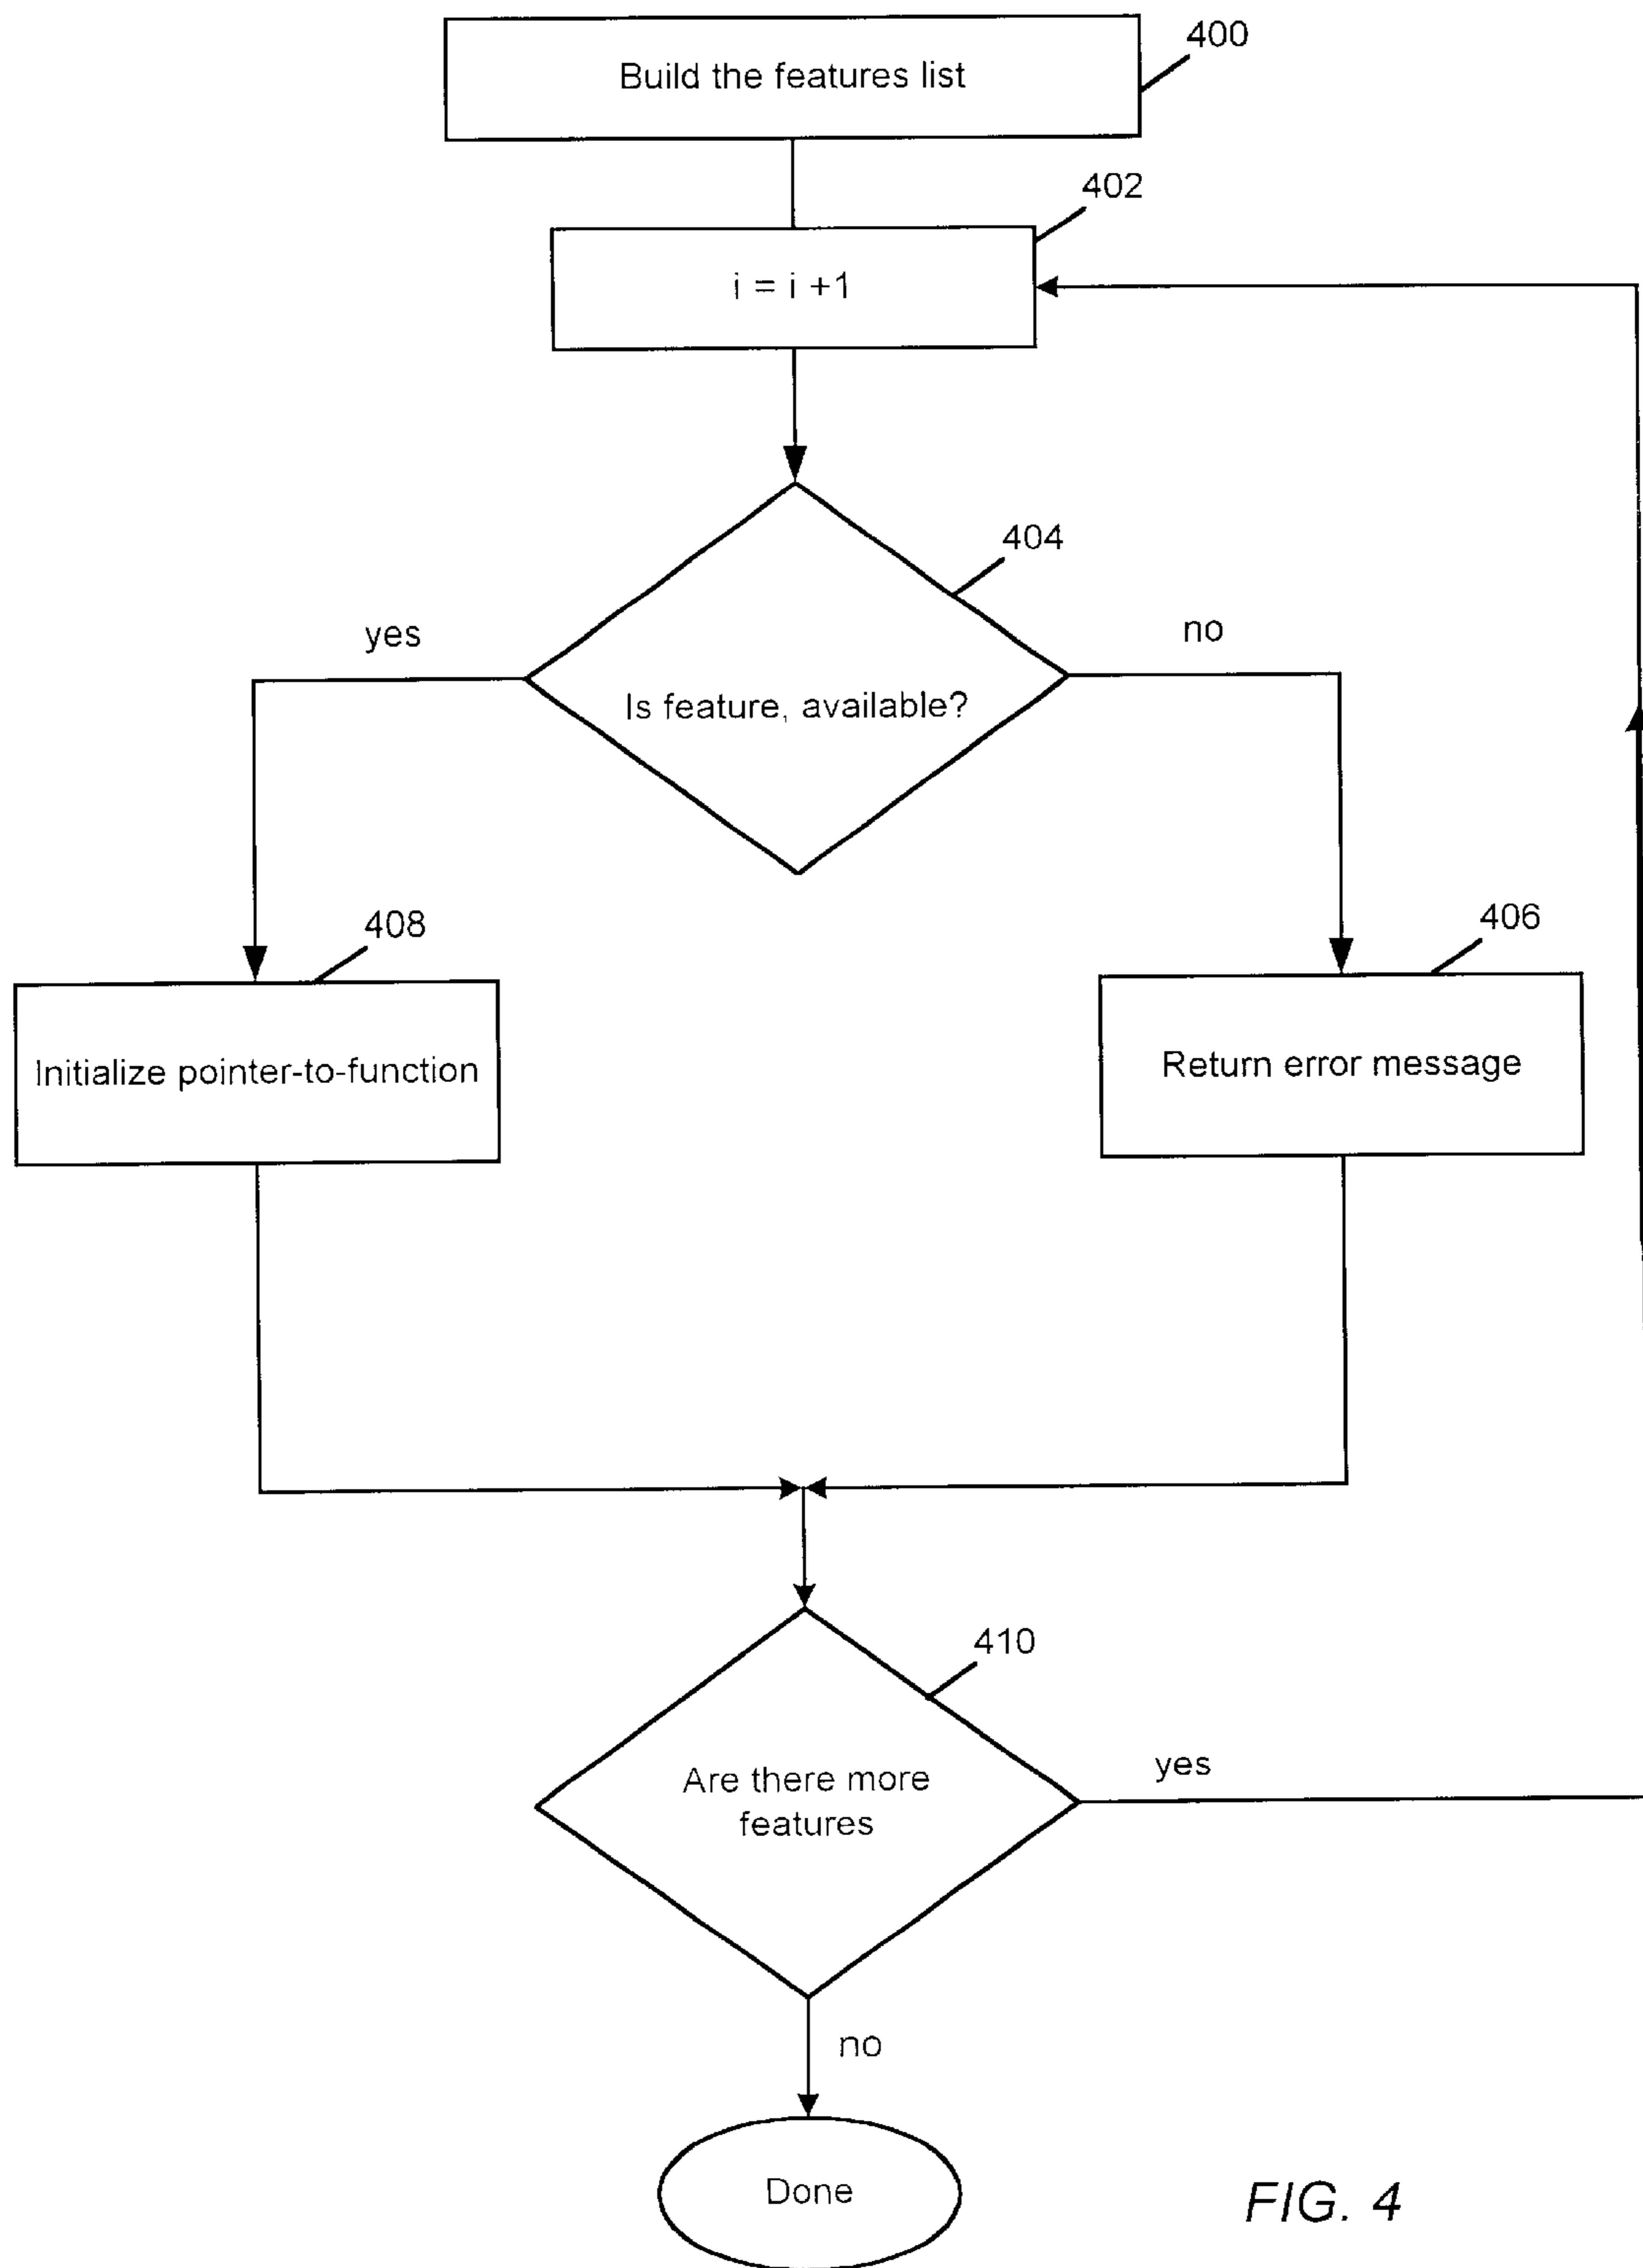 400
Build the features list
402
i = i +1
404
yes
no
Is feature, available?
408
406
Initialize pointer-to-function
Return error message
410
Are there more
features
yes
no
Done
FIG. 4